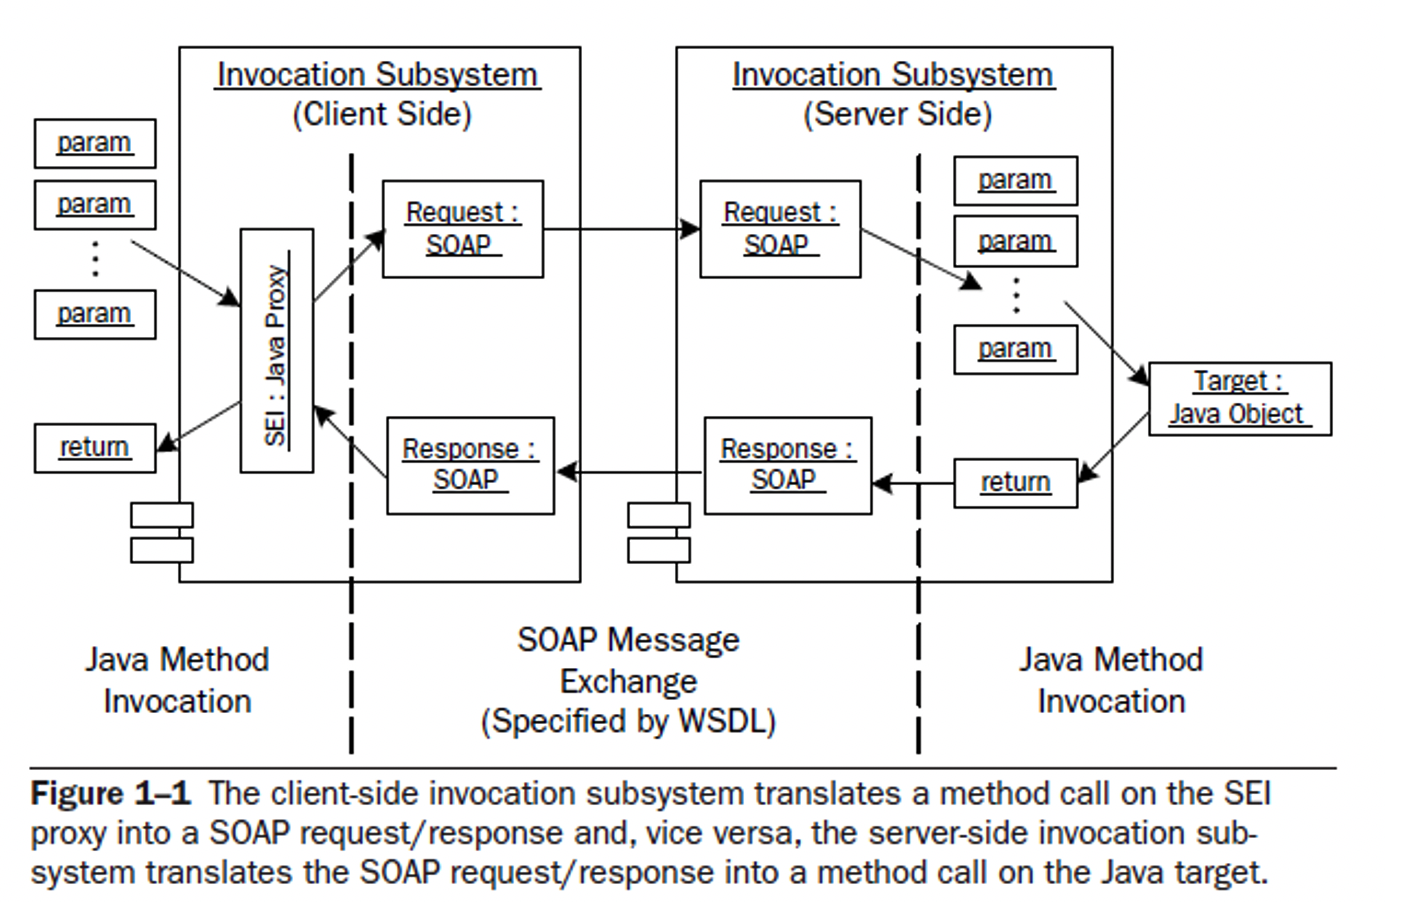 Invocation Subsystem
(Client Side)
Invocation Subsystem
(Server Side)
param
param
param
return
SEI : Java Proxy
Request :
SOAP
Response :
SOAP
Request :
SOAP
Response :
SOAP
param
param
param
return
Target :
Java Object
Java Method
Invocation
SOAP Message
Exchange
(Specified by WSDL)
Java Method
Invocation
Figure 1–1 The client-side invocation subsystem translates a method call on the SEI
proxy into a SOAP request/response and, vice versa, the server-side invocation sub-
system translates the SOAP request/response into a method call on the Java target.